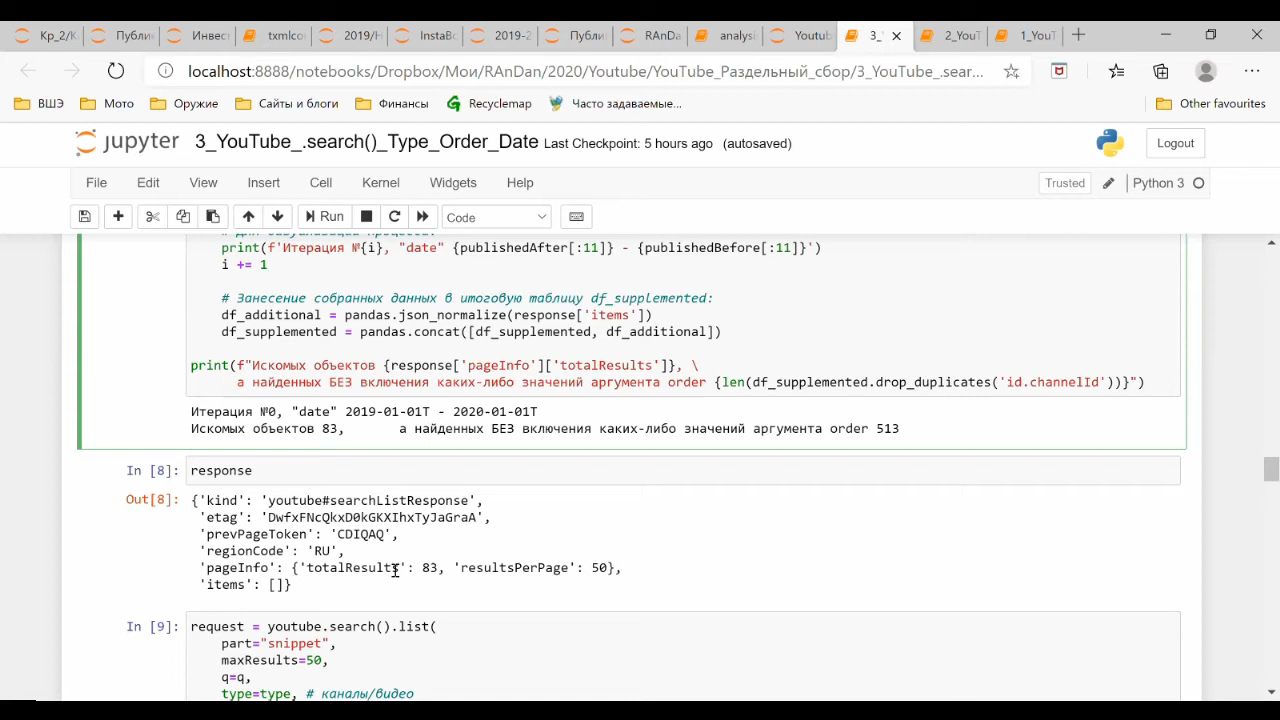 Кр_2/К
Публик
Инвес
txmlcor
2019/Н
InstaBo
2019-2
Публи
RAnDa
analysi
Youtub
3_
2_YouT
1_YouT
localhost:8888/notebooks/Dropbox/Мои/RAnDan/2020/Youtube/YouTube_Раздельный_сбор/3_YouTube_.sear...
ВШЭ
Мото
Оружие
Сайты и блоги
Финансы
Recyclemap
Часто задаваемые...
Other favourites
jupyter
3_YouTube_.search()_Type_Order_Date Last Checkpoint: 5 hours ago (autosaved)
Logout
File Edit View Insert Cell Kernel Widgets Help
Trusted
Python 3
Run
Code
print(f'Итерация №{i}, "date" {publishedAfter[:11]} - {publishedBefore[:11]}')
i += 1
# Занесение собранных данных в итоговую таблицу df_supplemented:
df_additional = pandas.json_normalize(response['items'])
df_supplemented = pandas.concat([df_supplemented, df_additional])
print(f"Искомых объектов {response['pageInfo']['totalResults']}, \
а найденных БЕЗ включения каких-либо значений аргумента order {len(df_supplemented.drop_duplicates('id.channelId'))}")
Итерация №0, "date" 2019-01-01T - 2020-01-01T
Искомых объектов 83, а найденных БЕЗ включения каких-либо значений аргумента order 513
In [8]: response
Out[8]: {'kind': 'youtube#searchListResponse',
'etag': 'DwfxFNcQkxD0kGKXIhxTyJaGraA',
'prevPageToken': 'CDIQAQ',
'regionCode': 'RU',
'pageInfo': {'totalResults': 83, 'resultsPerPage': 50},
'items': []}
In [9]: request = youtube.search().list(
part="snippet",
maxResults=50,
q=q,
type=type, # каналы/видео